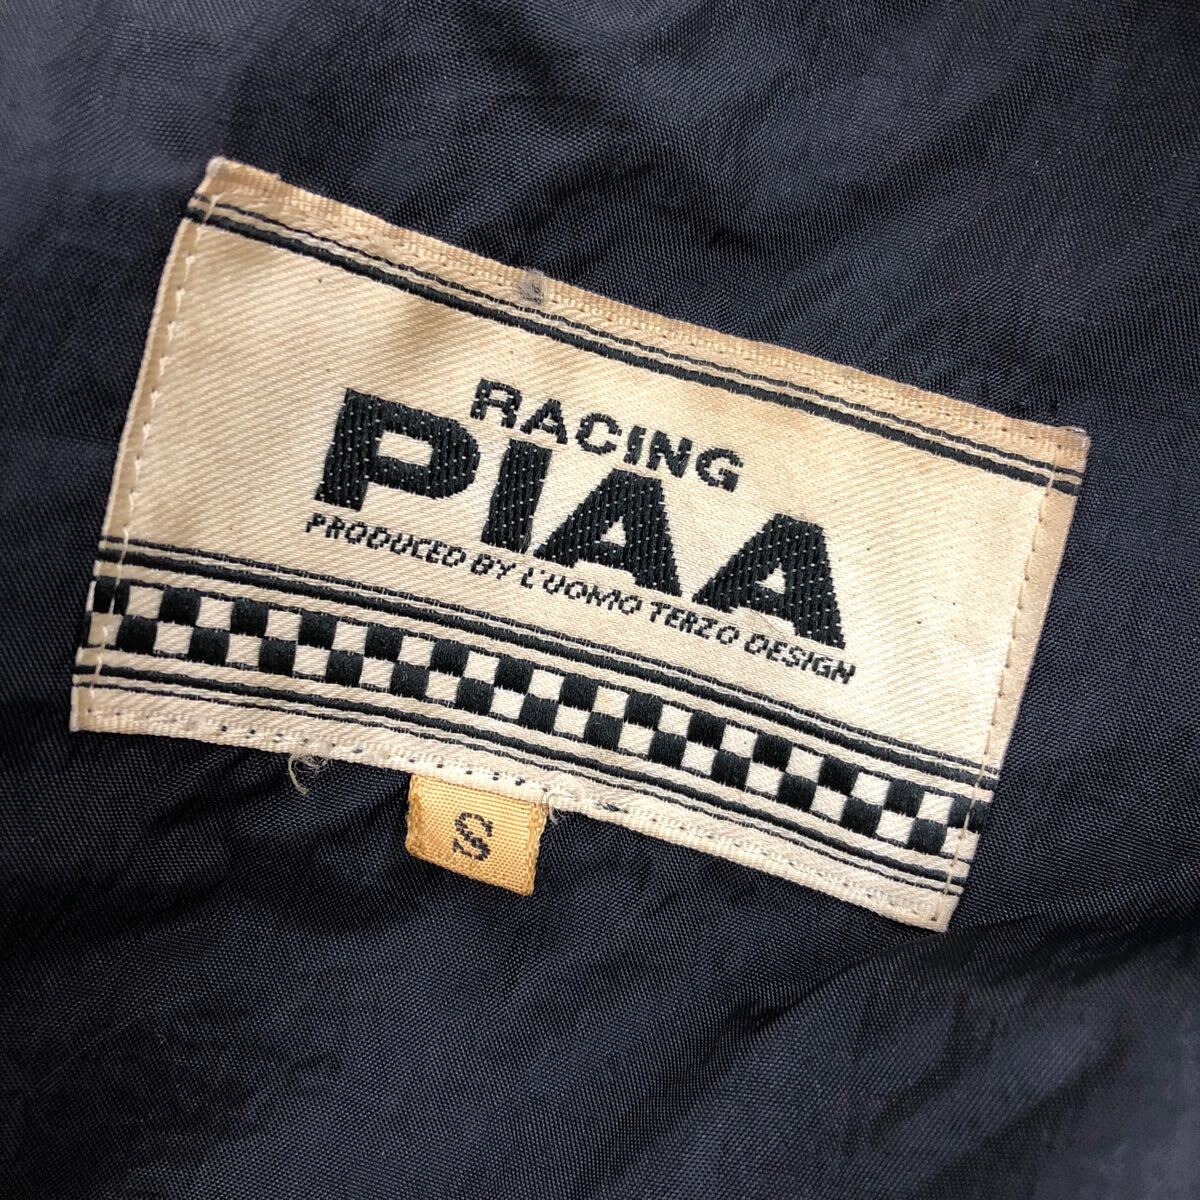 RACING
PIAA
PRODUCED BY L'UOMO TERZO DESIGN
S